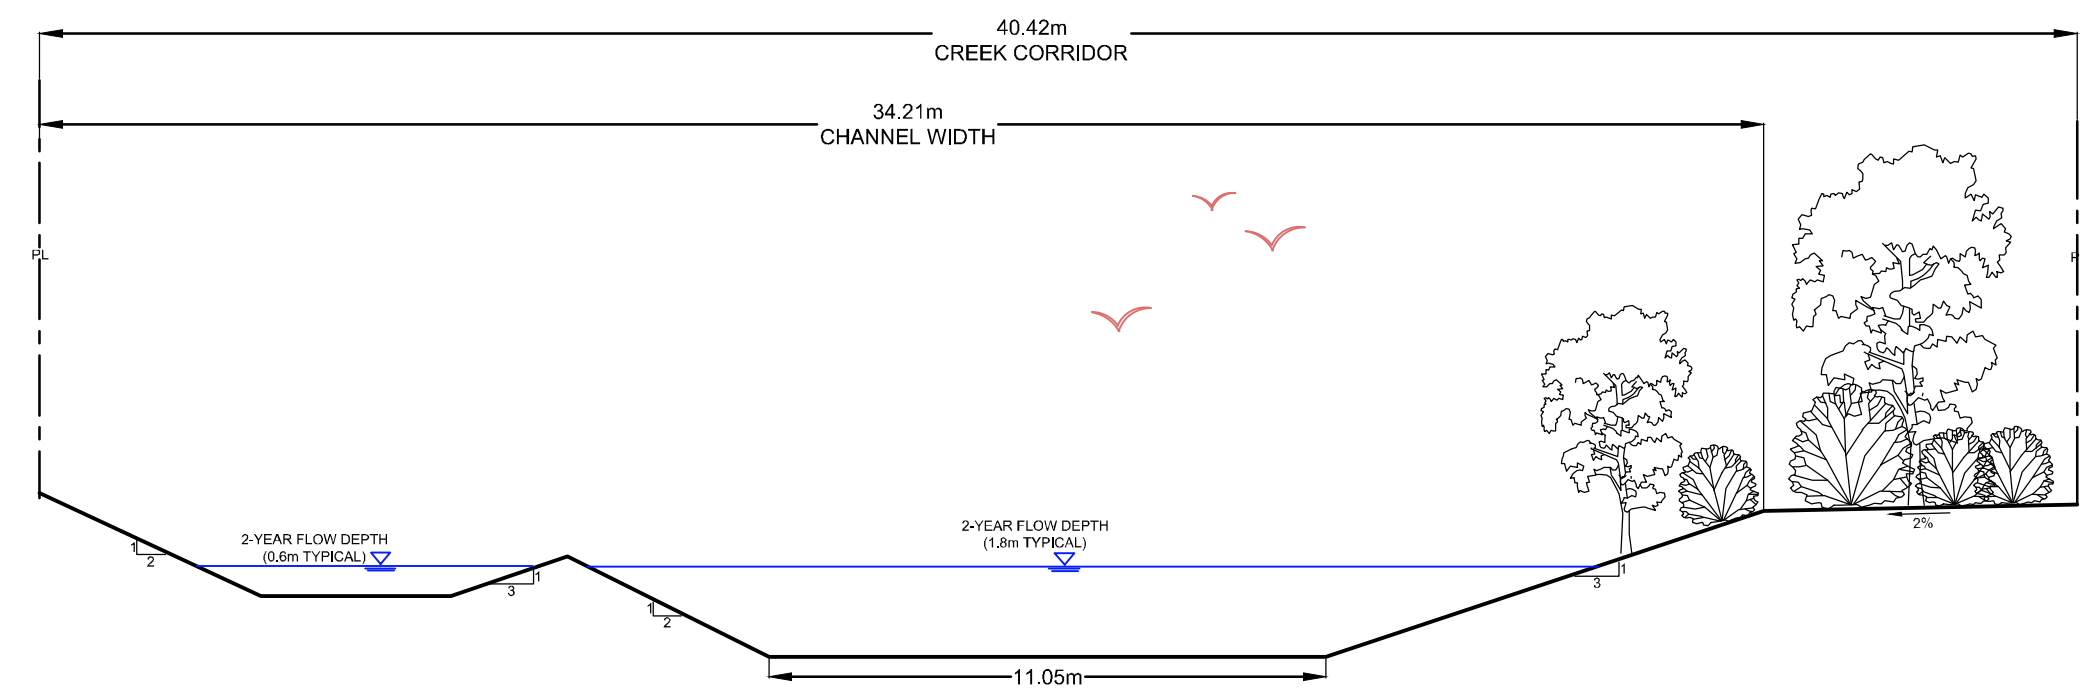 40.42m
CREEK CORRIDOR
34.21m
CHANNEL WIDTH
PL
P
2-YEAR FLOW DEPTH
(0.6m TYPICAL)
2-YEAR FLOW DEPTH
(1.8m TYPICAL)
1
2
1
3
1
2
1
3
2%
11.05m